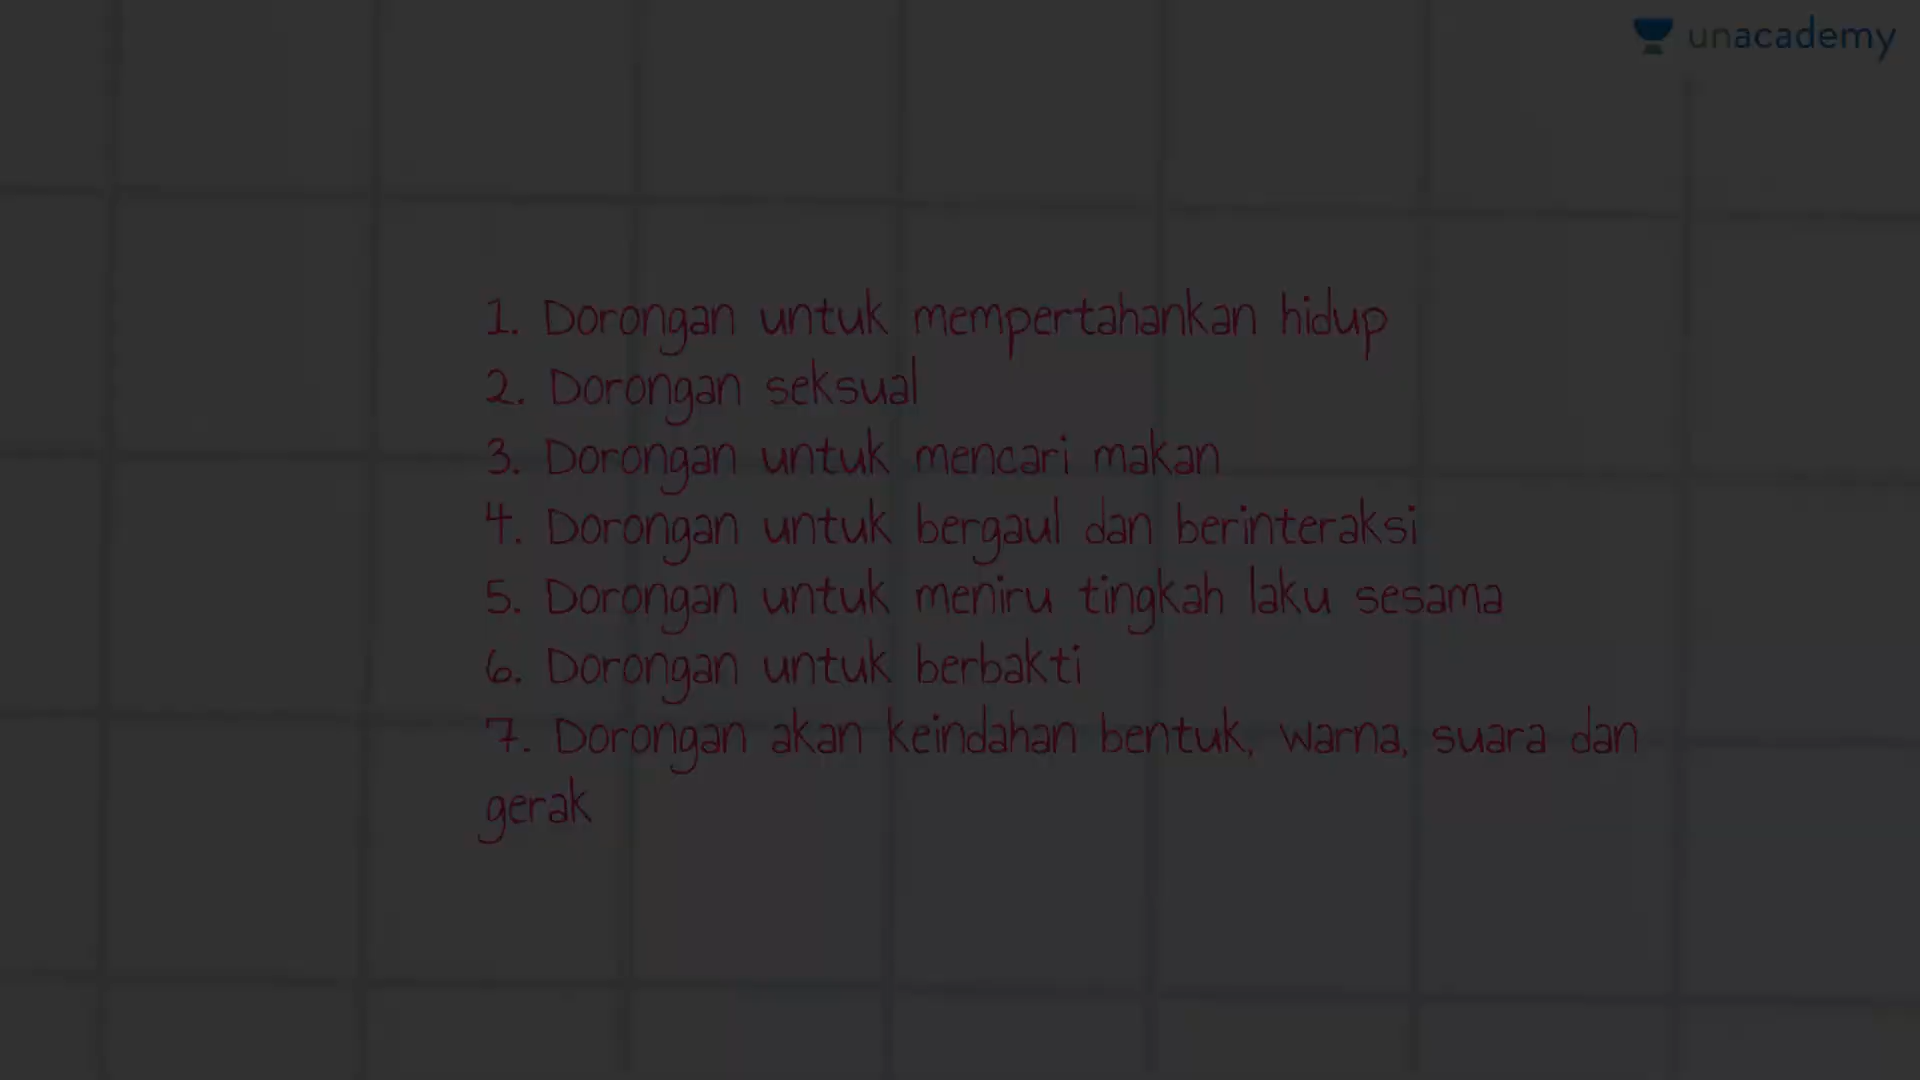 unacademy
1. Dorongan untuk mempertahankan hidup
2. Dorongan seksual
3. Dorongan untuk mencari makan
4. Dorongan untuk bergaul dan berinteraksi
5. Dorongan untuk meniru tingkah laku sesama
6. Dorongan untuk berbakti
7. Dorongan akan keindahan bentuk, warna, suara dan
gerak